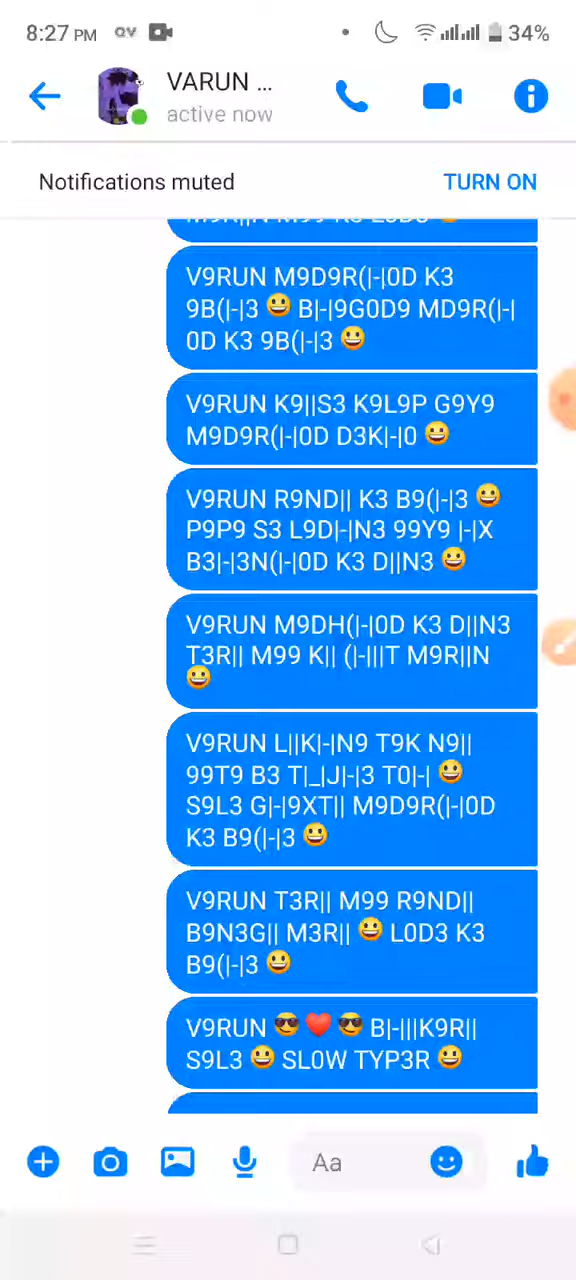 8:27 PM 34%
VARUN ...
active now
Notifications muted TURN ON
V9RUN M9D9R(|-|0D K3
9B(|-|3 😀 B|-|9G0D9 MD9R(|-|
0D K3 9B(|-|3 😀
V9RUN K9||S3 K9L9P G9Y9
M9D9R(|-|0D D3K|-|0 😀
V9RUN R9ND|| K3 B9(|-|3 😀
P9P9 S3 L9D|-|N3 99Y9 |-|X
B3|-|3N(|-|0D K3 D||N3 😀
V9RUN M9DH(|-|0D K3 D||N3
T3R|| M99 K|| (|-|||T M9R||N
😀
V9RUN L||K|-|N9 T9K N9||
99T9 B3 T|_|J|-|3 T0|-| 😀
S9L3 G|-|9XT|| M9D9R(|-|0D
K3 B9(|-|3 😀
V9RUN T3R|| M99 R9ND||
B9N3G|| M3R|| 😀 L0D3 K3
B9(|-|3 😀
V9RUN 😎 ❤️ 😎 B|-|||K9R||
S9L3 😀 SL0W TYP3R 😀
Aa